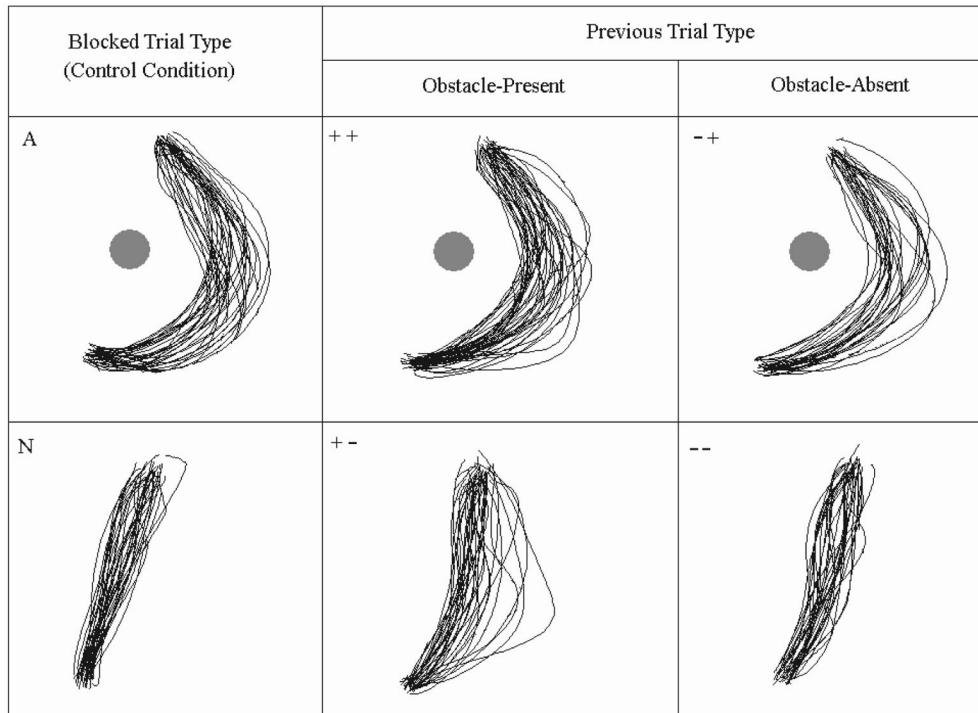 Blocked Trial Type
(Control Condition)
Previous Trial Type
Obstacle-Present
Obstacle-Absent
A
+ +
- +
N
+ -
- -